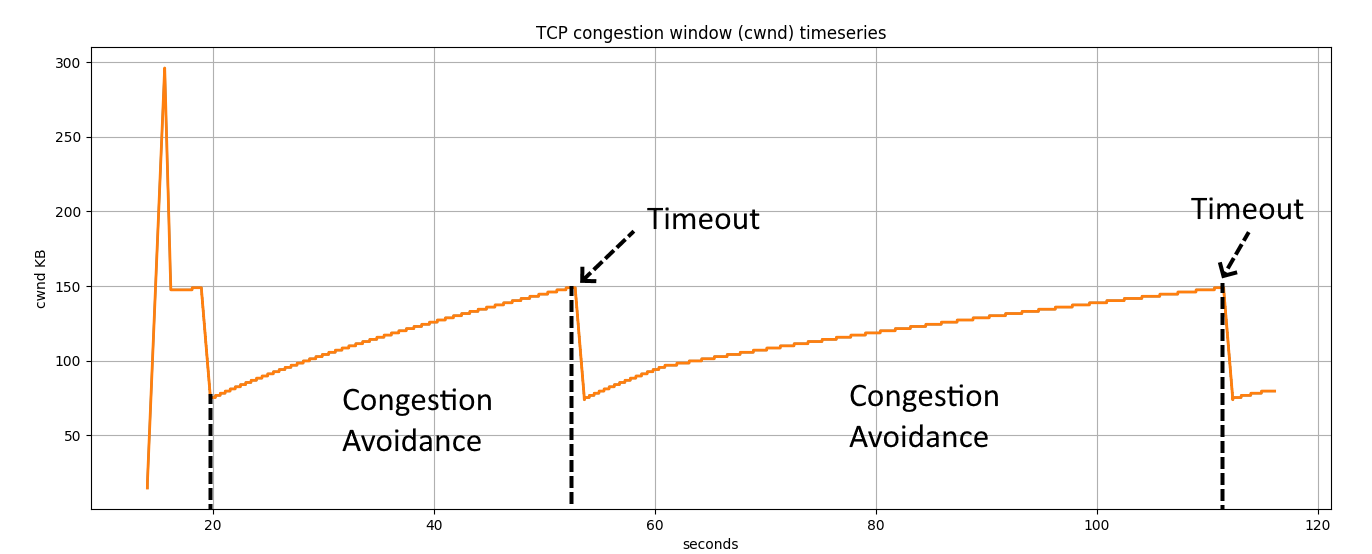 TCP congestion window (cwnd) timeseries
300
250
200
150
100
50
cwnd KB
Timeout
Timeout
Congestion
Avoidance
Congestion
Avoidance
20
40
60
80
100
120
seconds